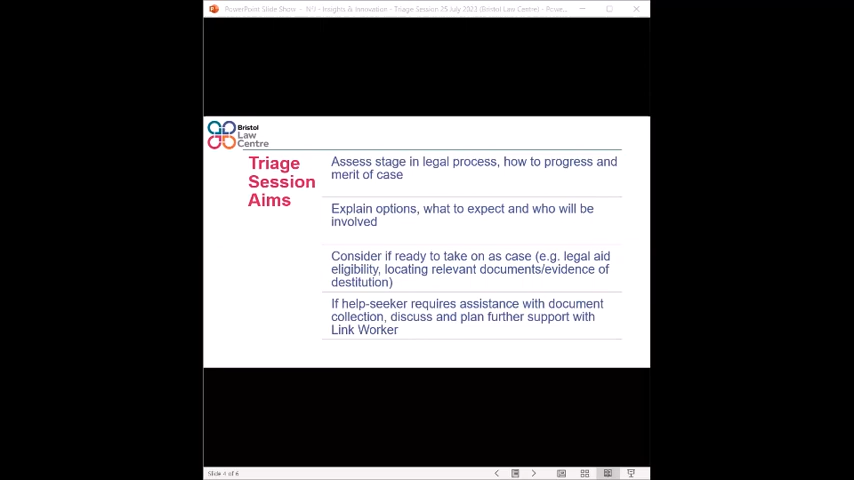 PowerPoint Slide Show - NJI - Insights & Innovation - Triage Session 25 July 2023 (Bristol Law Centre) - Powe...
Bristol
Law
Centre
Triage
Session
Aims
Assess stage in legal process, how to progress and
merit of case
Explain options, what to expect and who will be
involved
Consider if ready to take on as case (e.g. legal aid
eligibility, locating relevant documents/evidence of
destitution)
If help-seeker requires assistance with document
collection, discuss and plan further support with
Link Worker
Slide 4 of 6